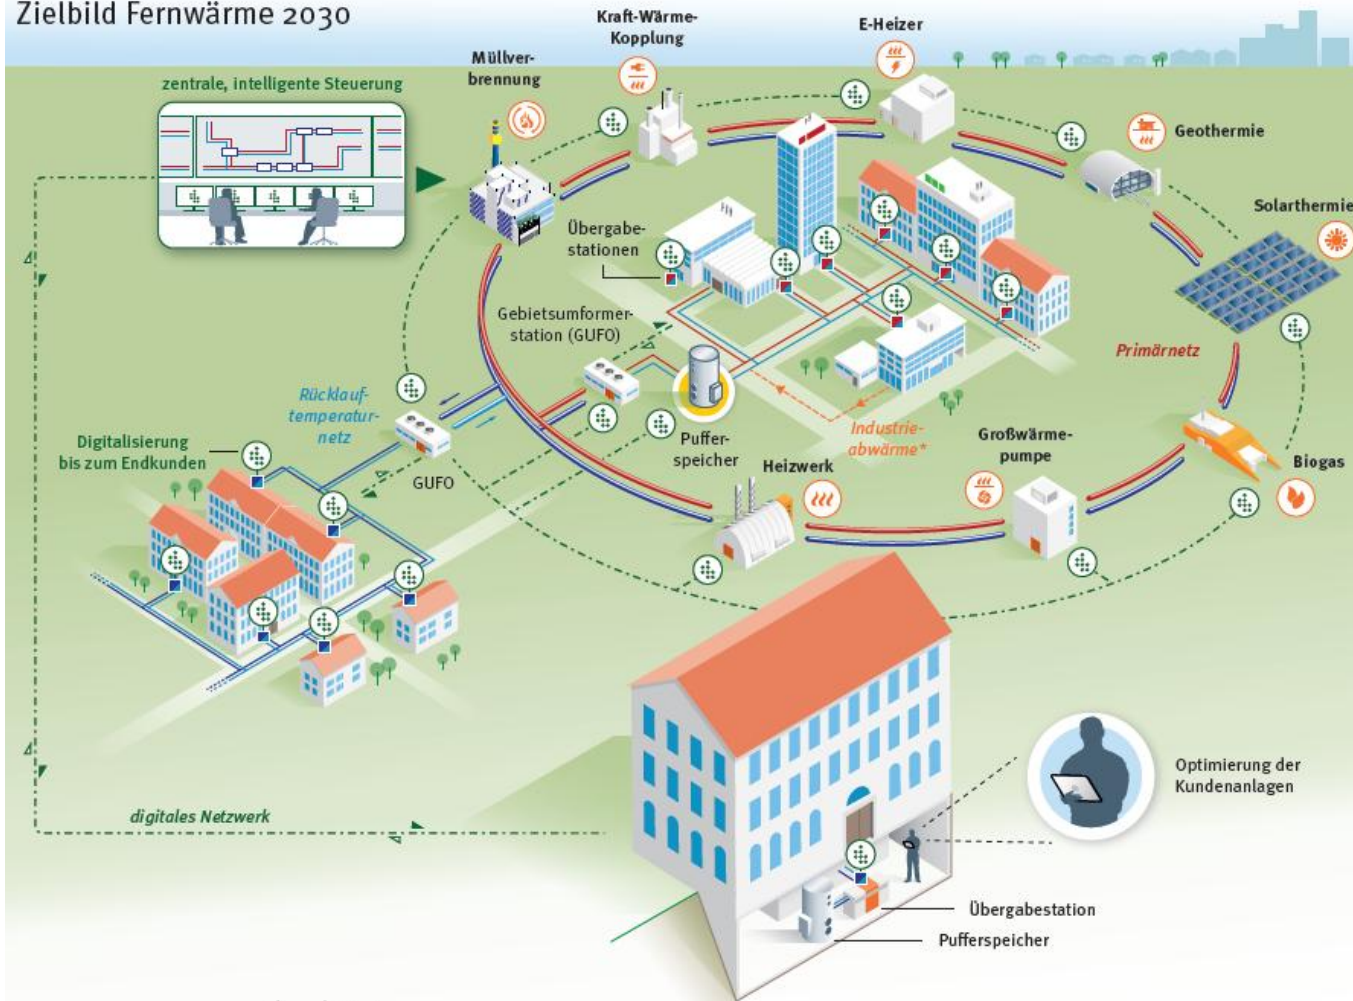 Zielbild Fernwärme 2030
Kraft-Wärme-
Kopplung
E-Heizer
Müllver-
brennung
zentrale, intelligente Steuerung
Geothermie
Solarthermie
Übergabe-
stationen
Gebietsumformer-
station (GUFO)
Primärnetz
Rücklauf-
temperatur-
netz
Digitalisierung
bis zum Endkunden
GUFO
Puffer-
speicher
Industrie-
abwärme*
Großwärme-
pumpe
Heizwerk
Biogas
Optimierung der
Kundenanlagen
digitales Netzwerk
Übergabestation
Pufferspeicher